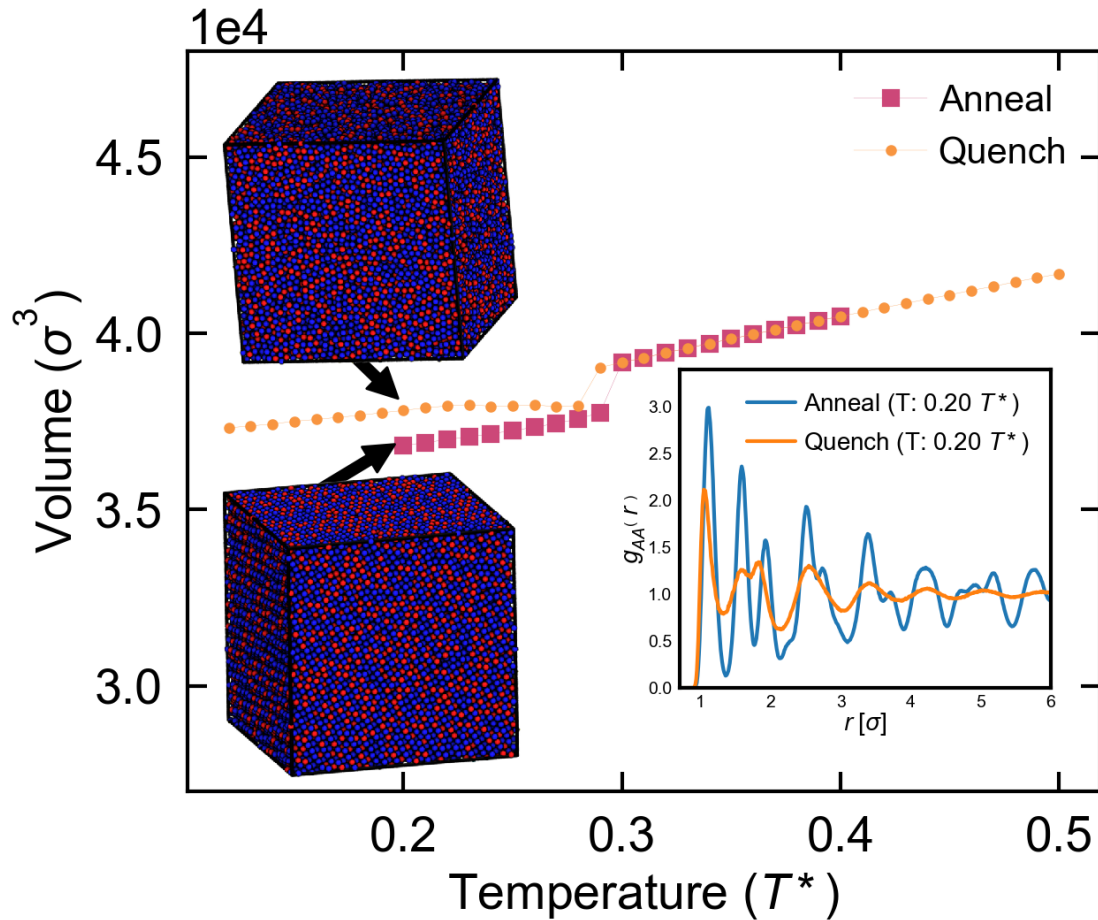 1e4
Anneal
Quench
4.5
4.0
3.5
3.0
Volume (σ³)
Anneal (T: 0.20 T*)
Quench (T: 0.20 T*)
3.0
2.5
2.0
1.5
1.0
0.5
0.0
g_AA(r)
1 2 3 4 5 6
r [σ]
0.2 0.3 0.4 0.5
Temperature (T*)